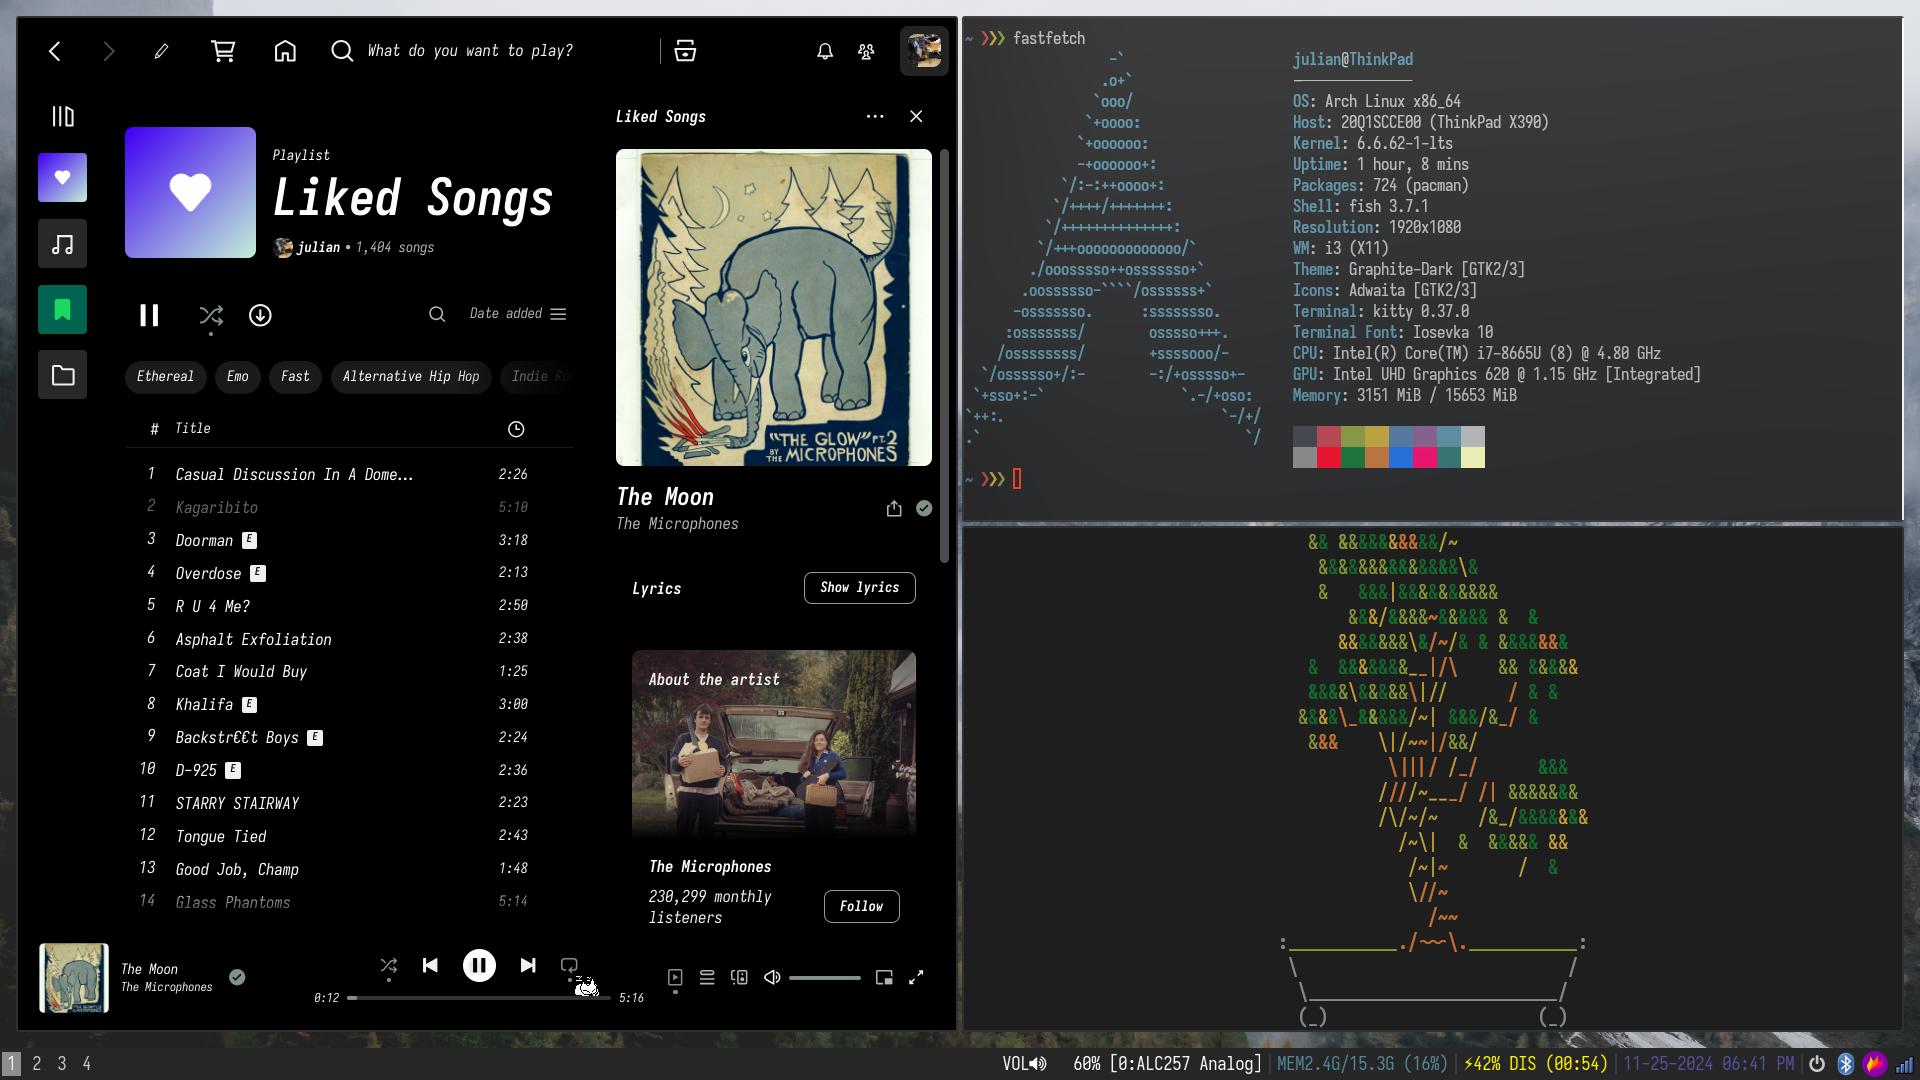 What do you want to play?
Liked Songs
Playlist
Liked Songs
julian • 1,404 songs
Date added
Ethereal
Emo
Fast
Alternative Hip Hop
Indie Ro
# Title
1 Casual Discussion In A Dome... 2:26
2 Kagaribito 5:10
3 Doorman E 3:18
4 Overdose E 2:13
5 R U 4 Me? 2:50
6 Asphalt Exfoliation 2:38
7 Coat I Would Buy 1:25
8 Khalifa E 3:00
9 Backstr€€t Boys E 2:24
10 D-925 E 2:36
11 STARRY STAIRWAY 2:23
12 Tongue Tied 2:43
13 Good Job, Champ 1:48
14 Glass Phantoms 5:14
"THE GLOW" PT. 2
BY THE MICROPHONES
The Moon
The Microphones
Lyrics
Show lyrics
About the artist
The Microphones
230,299 monthly
listeners
Follow
The Moon
The Microphones
0:12
5:16
~ ❯❯❯ fastfetch
julian@ThinkPad
OS: Arch Linux x86_64
Host: 20Q1SCCE00 (ThinkPad X390)
Kernel: 6.6.62-1-lts
Uptime: 1 hour, 8 mins
Packages: 724 (pacman)
Shell: fish 3.7.1
Resolution: 1920x1080
WM: i3 (X11)
Theme: Graphite-Dark [GTK2/3]
Icons: Adwaita [GTK2/3]
Terminal: kitty 0.37.0
Terminal Font: Iosevka 10
CPU: Intel(R) Core(TM) i7-8665U (8) @ 4.80 GHz
GPU: Intel UHD Graphics 620 @ 1.15 GHz [Integrated]
Memory: 3151 MiB / 15653 MiB
~ ❯❯❯
1 2 3 4
VOL 60% [0:ALC257 Analog] MEM2.4G/15.3G (16%) ⚡42% DIS (00:54) 11-25-2024 06:41 PM